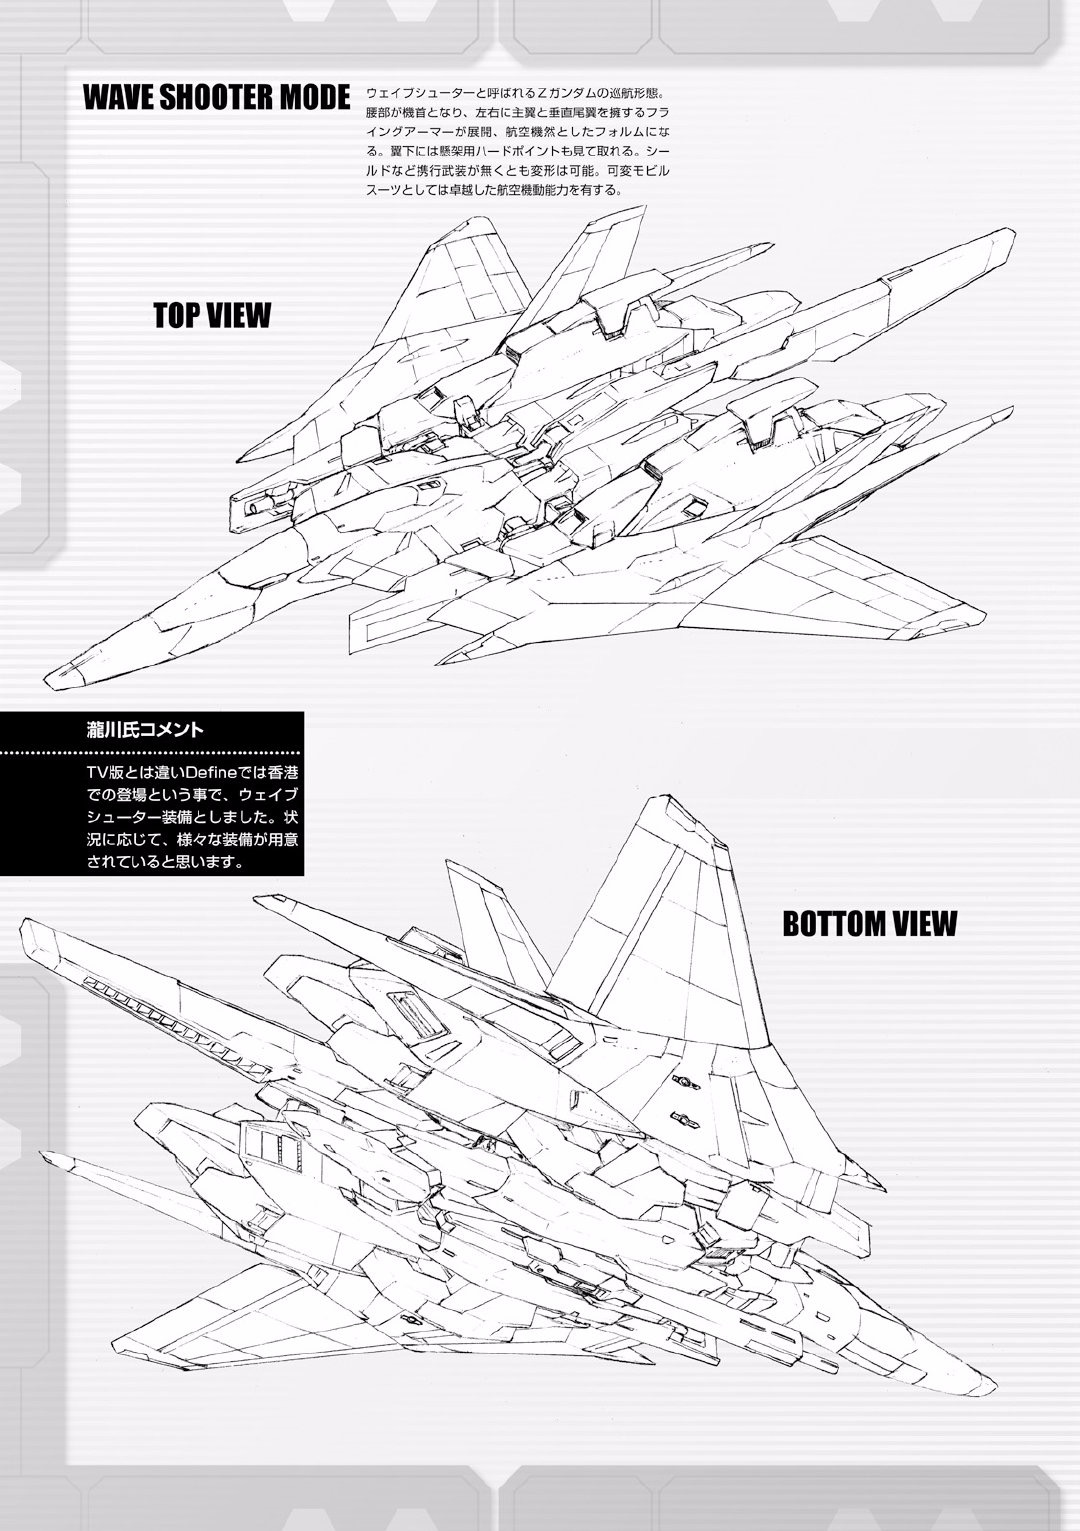 WAVE SHOOTER MODE
ウェイブシューターと呼ばれるZガンダムの巡航形態。
腰部が機首となり、左右に主翼と垂直尾翼を擁するフラ
イングアーマーが展開、航空機然としたフォルムにな
る。翼下には懸架用ハードポイントも見て取れる。シー
ルドなど携行武装が無くとも変形は可能。可変モビル
スーツとしては卓越した航空機動能力を有する。
TOP VIEW
瀧川氏コメント
TV版とは違いDefineでは香港
での登場という事で、ウェイブ
シューター装備としました。状
況に応じて、様々な装備が用意
されていると思います。
BOTTOM VIEW